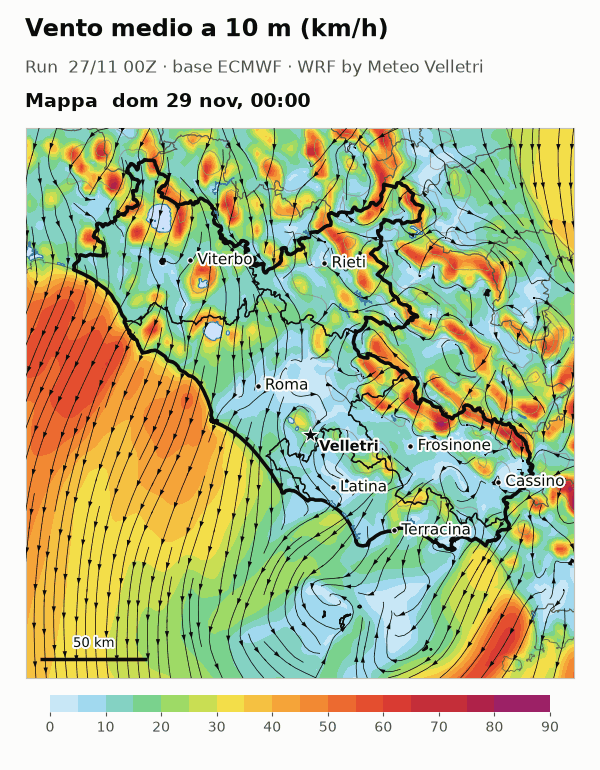 Vento medio a 10 m (km/h)
Run 27/11 00Z · base ECMWF · WRF by Meteo Velletri
Mappa dom 29 nov, 00:00
Viterbo
Rieti
Roma
Velletri
Frosinone
Cassino
Latina
Terracina
50 km
0 10 20 30 40 50 60 70 80 90